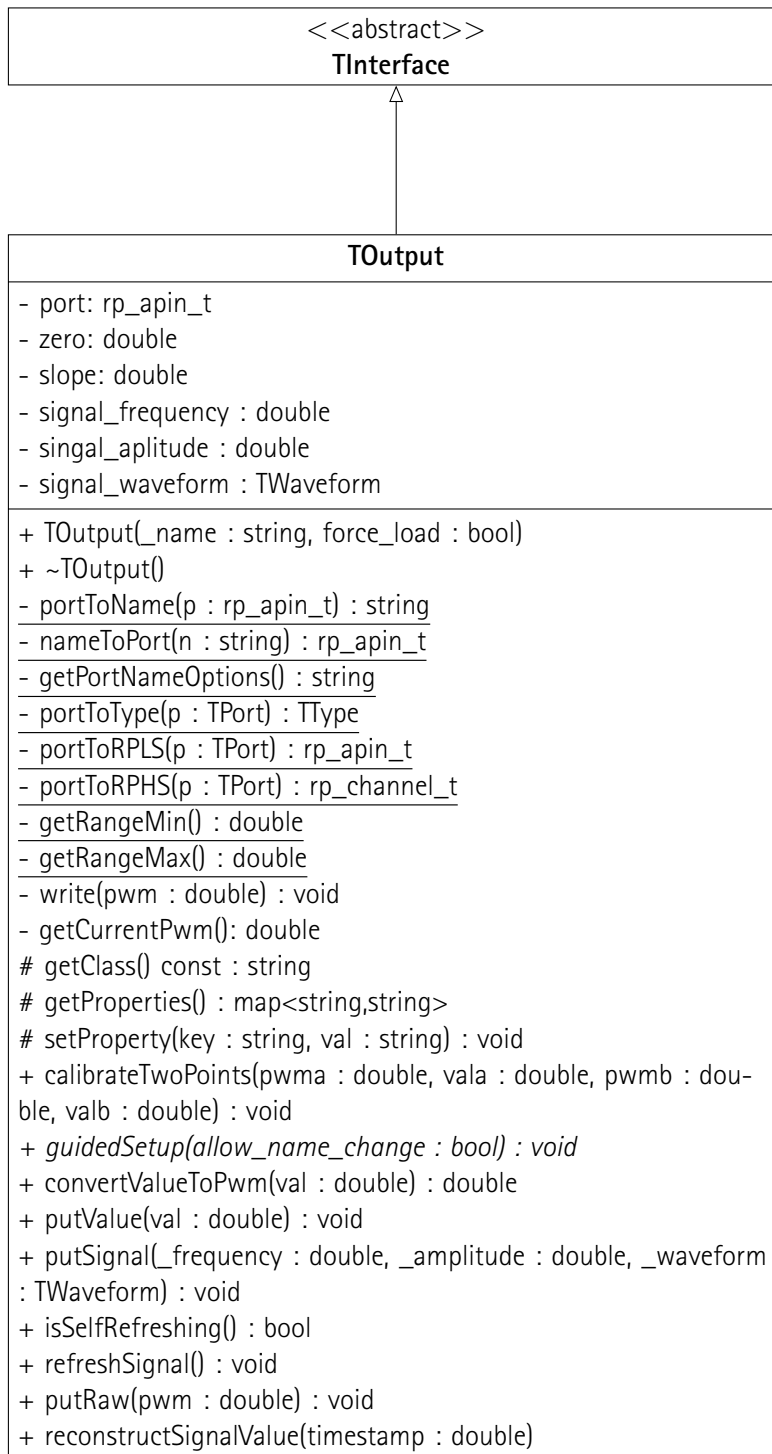 <<abstract>>
TInterface
TOutput
- port: rp_apin_t
- zero: double
- slope: double
- signal_frequency : double
- singal_aplitude : double
- signal_waveform : TWaveform
+ TOutput(_name : string, force_load : bool)
+ ~TOutput()
- portToName(p : rp_apin_t) : string
- nameToPort(n : string) : rp_apin_t
- getPortNameOptions() : string
- portToType(p : TPort) : TType
- portToRPLS(p : TPort) : rp_apin_t
- portToRPHS(p : TPort) : rp_channel_t
- getRangeMin() : double
- getRangeMax() : double
- write(pwm : double) : void
- getCurrentPwm(): double
# getClass() const : string
# getProperties() : map<string,string>
# setProperty(key : string, val : string) : void
+ calibrateTwoPoints(pwma : double, vala : double, pwmb : dou-
ble, valb : double) : void
+ guidedSetup(allow_name_change : bool) : void
+ convertValueToPwm(val : double) : double
+ putValue(val : double) : void
+ putSignal(_frequency : double, _amplitude : double, _waveform
: TWaveform) : void
+ isSelfRefreshing() : bool
+ refreshSignal() : void
+ putRaw(pwm : double) : void
+ reconstructSignalValue(timestamp : double)